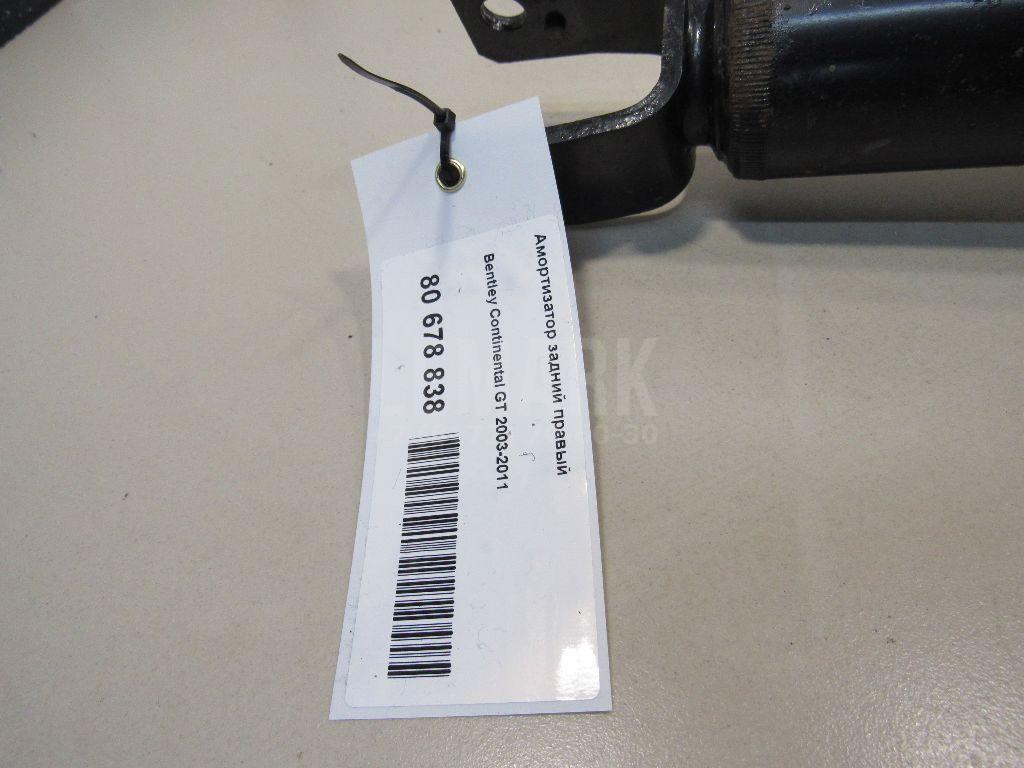 Амортизатор задний правый
Bentley Continental GT 2003-2011
80 678 838